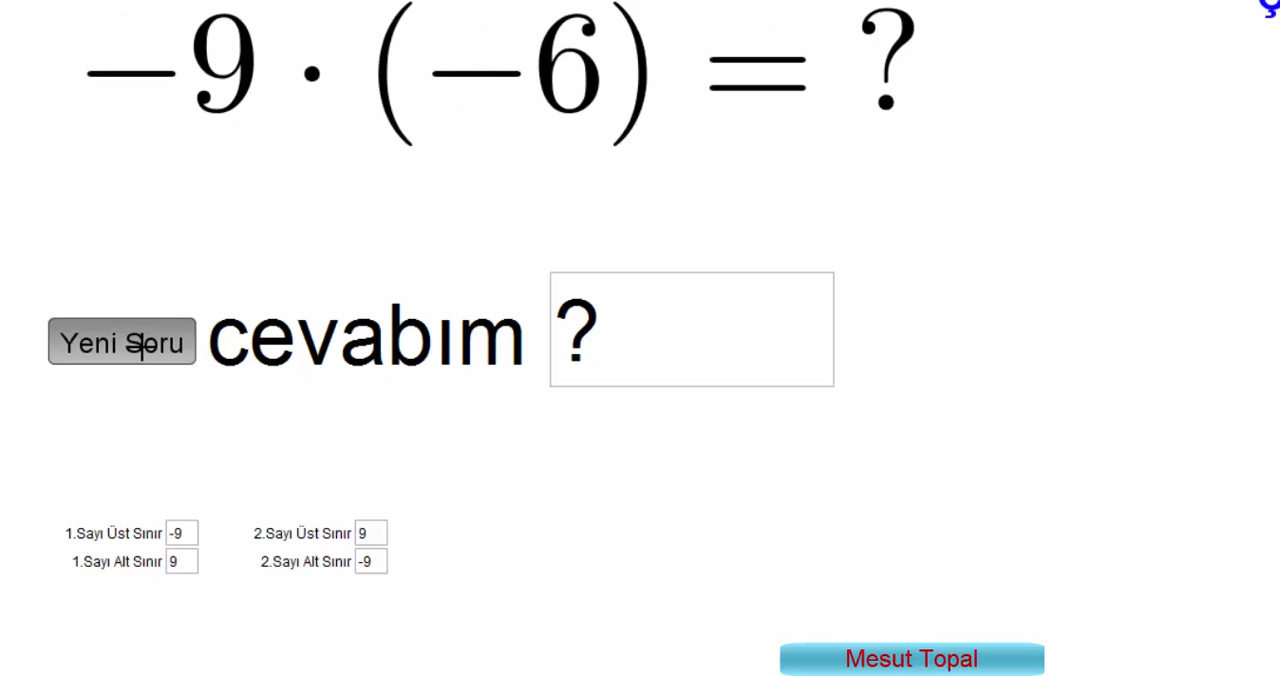 −9 · (−6) = ?
Yeni Soru cevabım ?
1.Sayı Üst Sınır -9 2.Sayı Üst Sınır 9
1.Sayı Alt Sınır 9 2.Sayı Alt Sınır -9
Mesut Topal